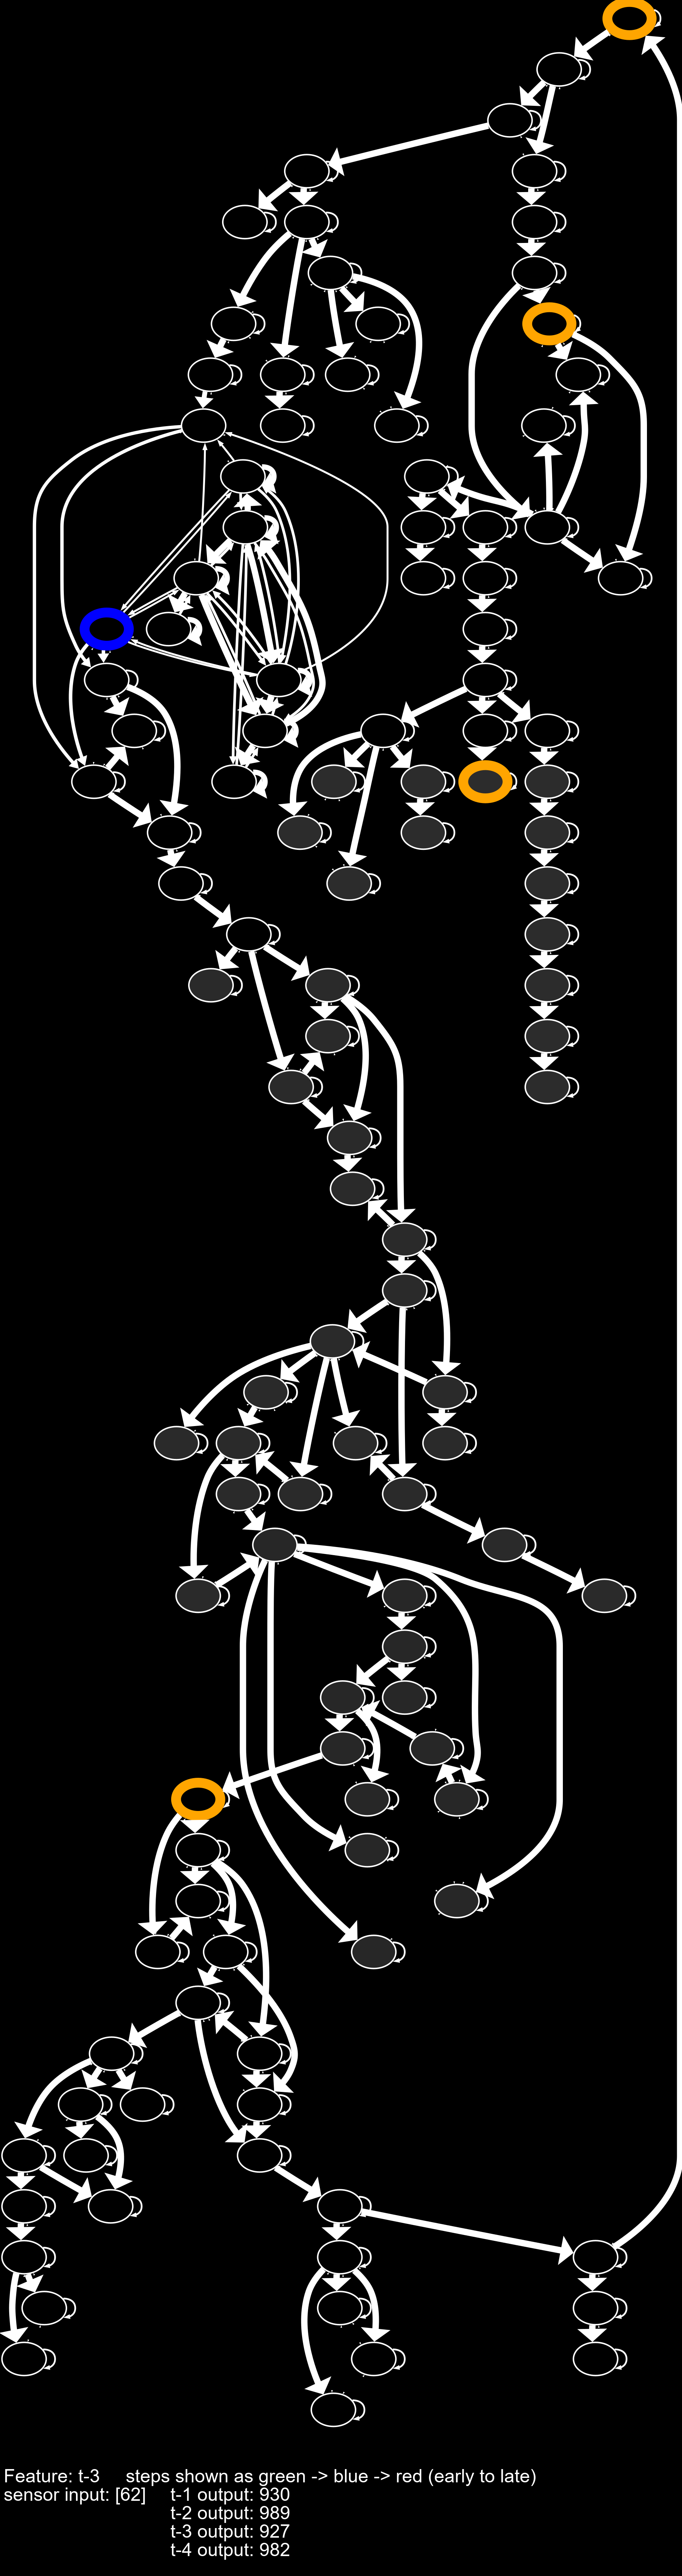 Feature: t-3 steps shown as green -> blue -> red (early to late)
sensor input: [62] t-1 output: 930
t-2 output: 989
t-3 output: 927
t-4 output: 982